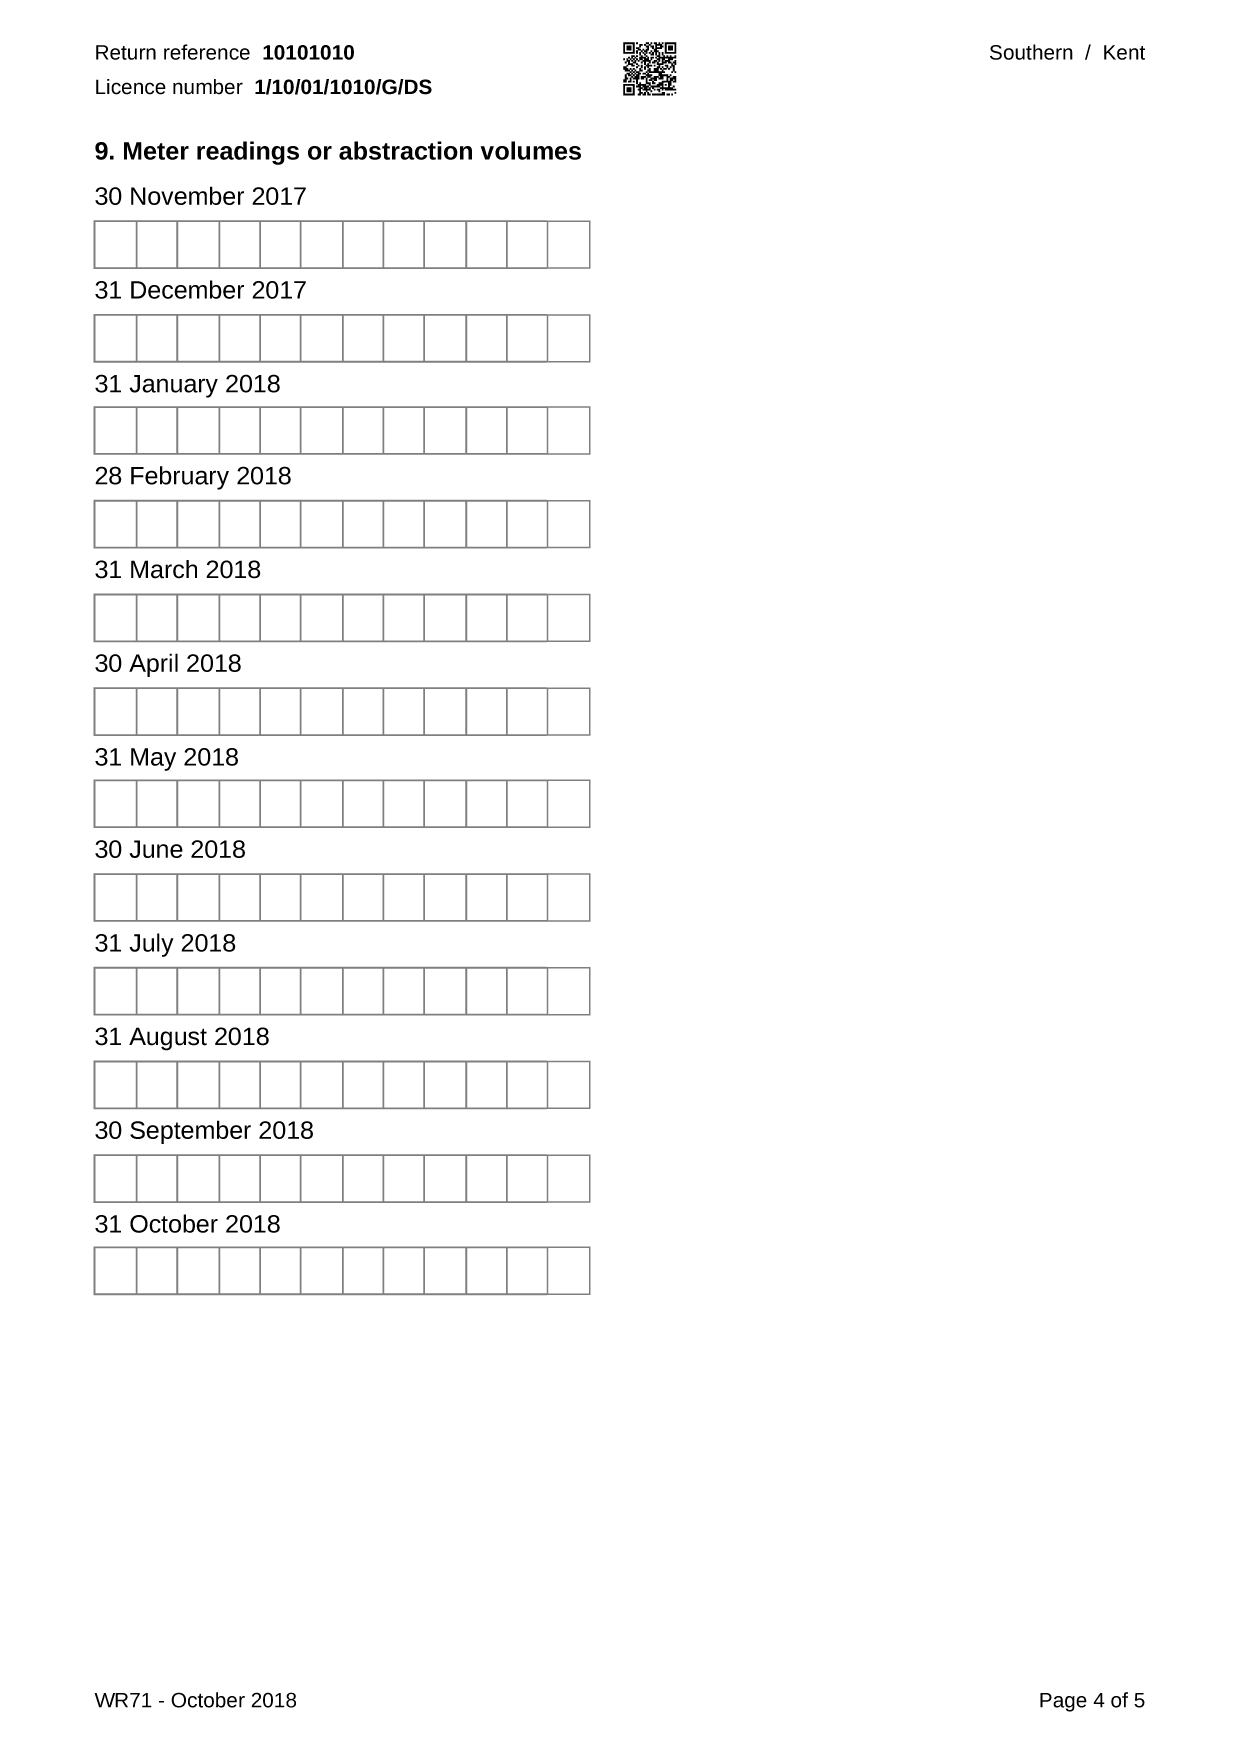 Return reference 10101010
Southern / Kent
Licence number 1/10/01/1010/G/DS
9. Meter readings or abstraction volumes
30 November 2017
31 December 2017
31 January 2018
28 February 2018
31 March 2018
30 April 2018
31 May 2018
30 June 2018
31 July 2018
31 August 2018
30 September 2018
31 October 2018
WR71 - October 2018
Page 4 of 5